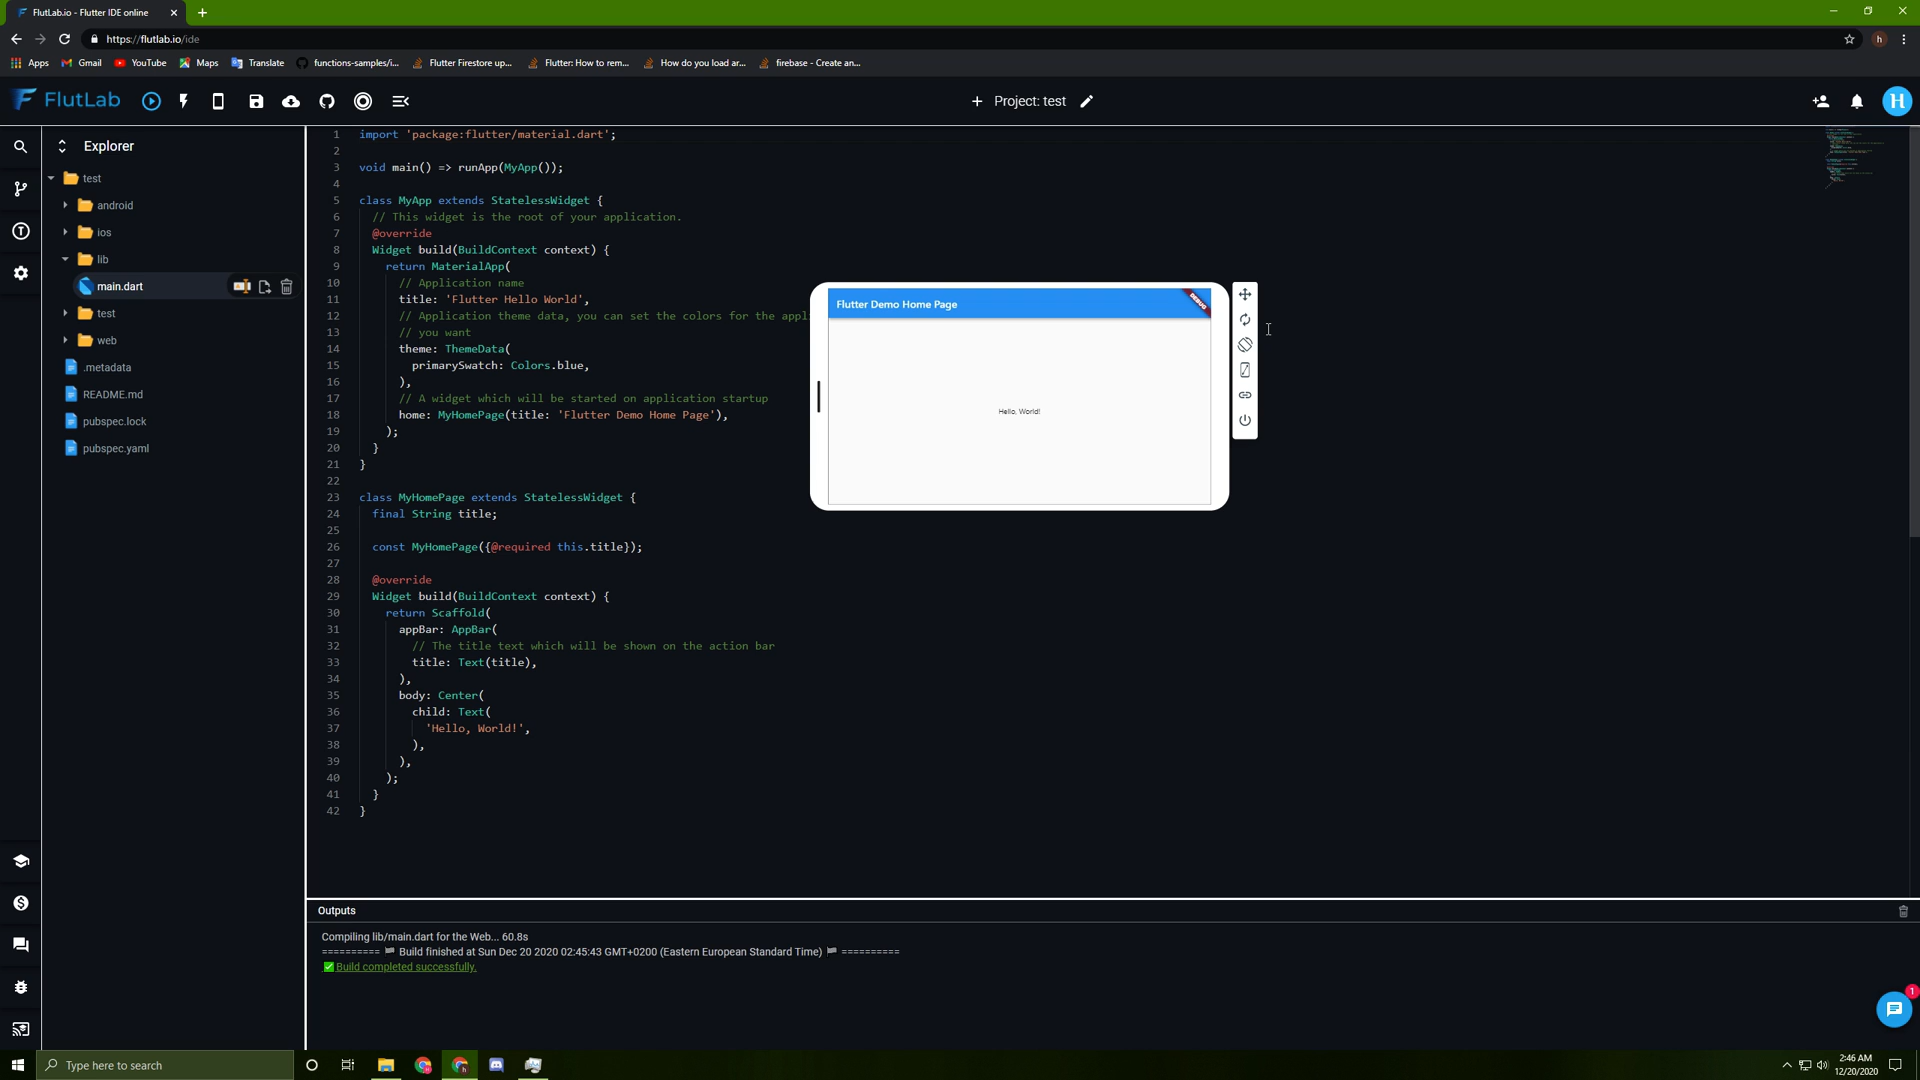 FlutLab.io - Flutter IDE online
https://flutlab.io/ide
h
Apps
Gmail
YouTube
Maps
Translate
functions-samples/i...
Flutter Firestore up...
Flutter: How to rem...
How do you load ar...
firebase - Create an...
FlutLab
Project: test
H
Explorer
test
android
ios
lib
main.dart
test
web
.metadata
README.md
pubspec.lock
pubspec.yaml
1 import 'package:flutter/material.dart';
2
3 void main() => runApp(MyApp());
4
5 class MyApp extends StatelessWidget {
6 // This widget is the root of your application.
7 @override
8 Widget build(BuildContext context) {
9 return MaterialApp(
10 // Application name
11 title: 'Flutter Hello World',
12 // Application theme data, you can set the colors for the appl
13 // you want
14 theme: ThemeData(
15 primarySwatch: Colors.blue,
16 ),
17 // A widget which will be started on application startup
18 home: MyHomePage(title: 'Flutter Demo Home Page'),
19 );
20 }
21 }
22
23 class MyHomePage extends StatelessWidget {
24 final String title;
25
26 const MyHomePage({@required this.title});
27
28 @override
29 Widget build(BuildContext context) {
30 return Scaffold(
31 appBar: AppBar(
32 // The title text which will be shown on the action bar
33 title: Text(title),
34 ),
35 body: Center(
36 child: Text(
37 'Hello, World!',
38 ),
39 ),
40 );
41 }
42 }
Flutter Demo Home Page
DEBUG
Hello, World!
Outputs
Compiling lib/main.dart for the Web... 60.8s
========== Build finished at Sun Dec 20 2020 02:45:43 GMT+0200 (Eastern European Standard Time) ==========
Build completed successfully.
1
Type here to search
2:46 AM
12/20/2020